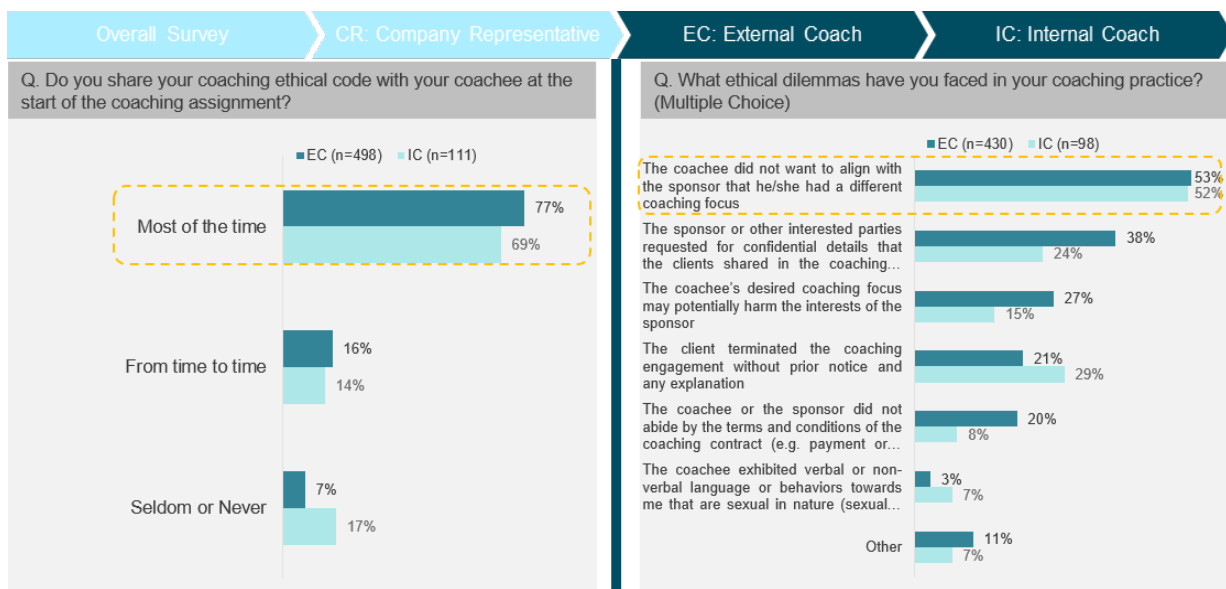 Overall Survey
CR: Company Representative
EC: External Coach
IC: Internal Coach
Q. Do you share your coaching ethical code with your coachee at the
start of the coaching assignment?
EC (n=498) IC (n=111)
Most of the time
77%
69%
From time to time
16%
14%
Seldom or Never
7%
17%
Q. What ethical dilemmas have you faced in your coaching practice?
(Multiple Choice)
EC (n=430) IC (n=98)
The coachee did not want to align with
the sponsor that he/she had a different
coaching focus
53%
52%
The sponsor or other interested parties
requested for confidential details that
the clients shared in the coaching...
38%
24%
The coachee's desired coaching focus
may potentially harm the interests of the
sponsor
27%
15%
The client terminated the coaching
engagement without prior notice and
any explanation
21%
29%
The coachee or the sponsor did not
abide by the terms and conditions of the
coaching contract (e.g. payment or...
20%
8%
The coachee exhibited verbal or non-
verbal language or behaviors towards
me that are sexual in nature (sexual...
3%
7%
Other
11%
7%